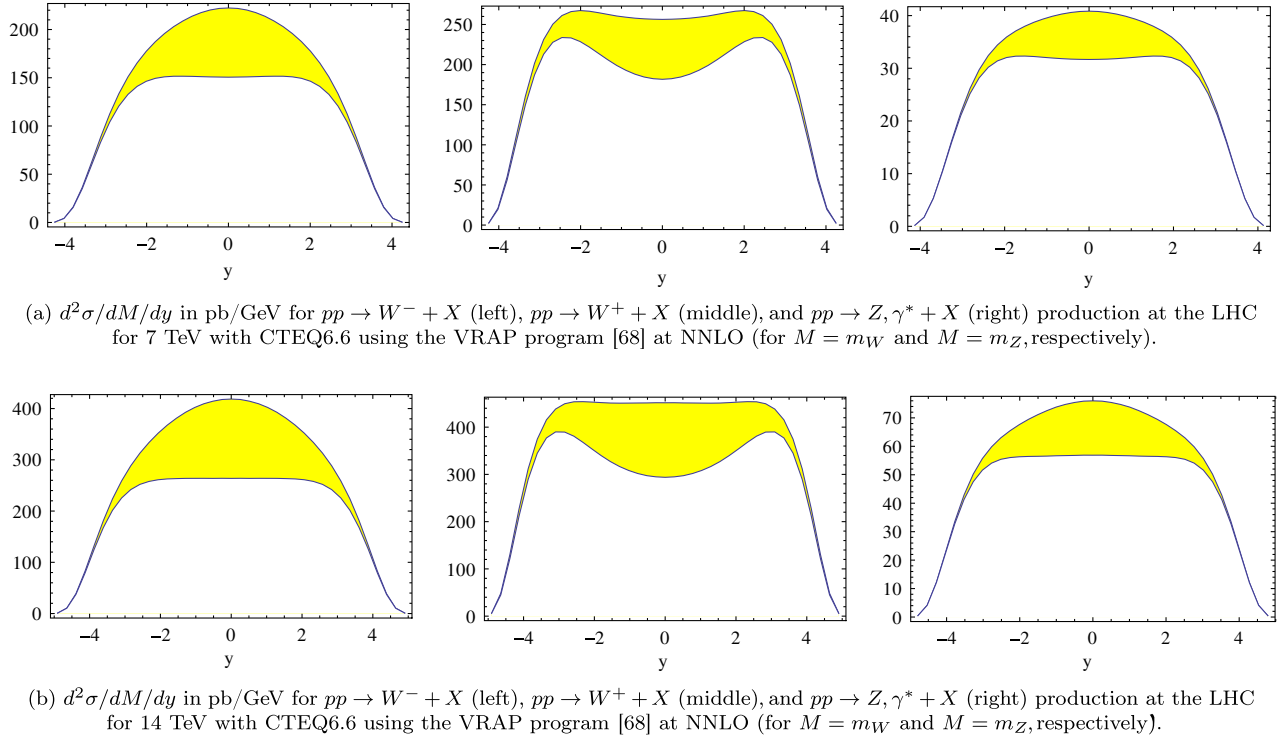 200
150
100
50
0
−4 −2 0 2 4
y
250
200
150
100
50
0
−4 −2 0 2 4
y
40
30
20
10
0
−4 −2 0 2 4
y
(a) d²σ/dM/dy in pb/GeV for pp → W⁻ + X (left), pp → W⁺ + X (middle), and pp → Z, γ* + X (right) production at the LHC
for 7 TeV with CTEQ6.6 using the VRAP program [68] at NNLO (for M = m_W and M = m_Z, respectively).
400
300
200
100
0
−4 −2 0 2 4
y
400
300
200
100
0
−4 −2 0 2 4
y
70
60
50
40
30
20
10
0
−4 −2 0 2 4
y
(b) d²σ/dM/dy in pb/GeV for pp → W⁻ + X (left), pp → W⁺ + X (middle), and pp → Z, γ* + X (right) production at the LHC
for 14 TeV with CTEQ6.6 using the VRAP program [68] at NNLO (for M = m_W and M = m_Z, respectively).